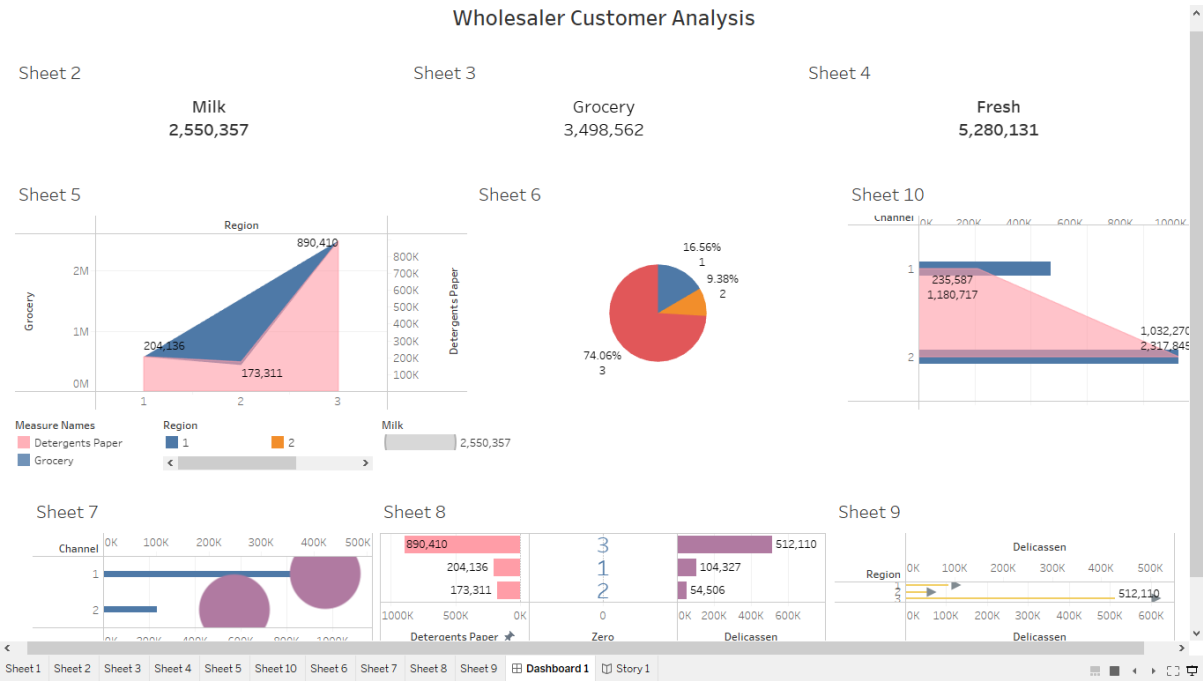 Wholesaler Customer Analysis
Sheet 2
Sheet 3
Sheet 4
Milk
2,550,357
Grocery
3,498,562
Fresh
5,280,131
Sheet 5
Region
Grocery
2M
1M
0M
890,410
204,136
173,311
800K
700K
600K
500K
400K
300K
200K
100K
Detergents Paper
1
2
3
Sheet 6
16.56%
1
9.38%
2
74.06%
3
Sheet 10
Channel
0K
200K
400K
600K
800K
1000K
1
235,587
1,180,717
1,032,270
2,317,845
2
Measure Names
Detergents Paper
Grocery
Region
1
2
Milk
2,550,357
Sheet 7
Channel
0K
100K
200K
300K
400K
500K
1
2
0K
200K
400K
600K
800K
1000K
Sheet 8
890,410
3
512,110
204,136
1
104,327
173,311
2
54,506
1000K
500K
0K
0
0K
200K
400K
600K
Detergents Paper
Zero
Delicassen
Sheet 9
Delicassen
Region
0K
100K
200K
300K
400K
500K
1
2
3
512,110
0K
100K
200K
300K
400K
500K
600K
Delicassen
Sheet 1
Sheet 2
Sheet 3
Sheet 4
Sheet 5
Sheet 10
Sheet 6
Sheet 7
Sheet 8
Sheet 9
Dashboard 1
Story 1